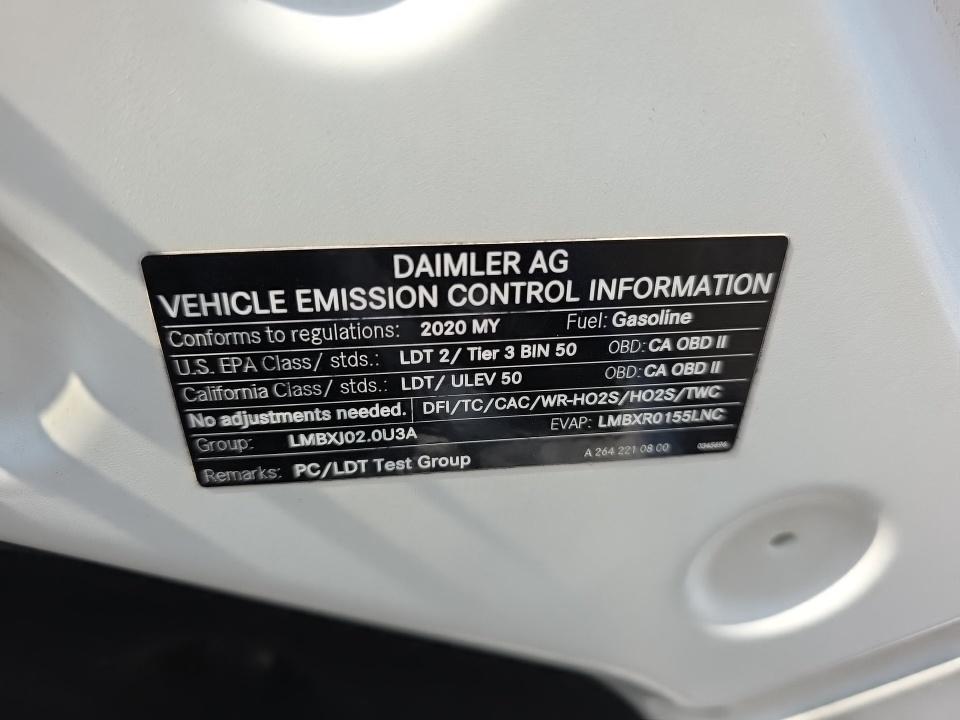 DAIMLER AG
VEHICLE EMISSION CONTROL INFORMATION
Conforms to regulations: 2020 MY Fuel: Gasoline
U.S. EPA Class/ stds.: LDT 2/ Tier 3 BIN 50 OBD: CA OBD II
California Class/ stds.: LDT/ ULEV 50 OBD: CA OBD II
No adjustments needed. DFI/TC/CAC/WR-HO2S/HO2S/TWC
Group: LMBXJ02.0U3A EVAP: LMBXR0155LNC
Remarks: PC/LDT Test Group A 264 221 08 00